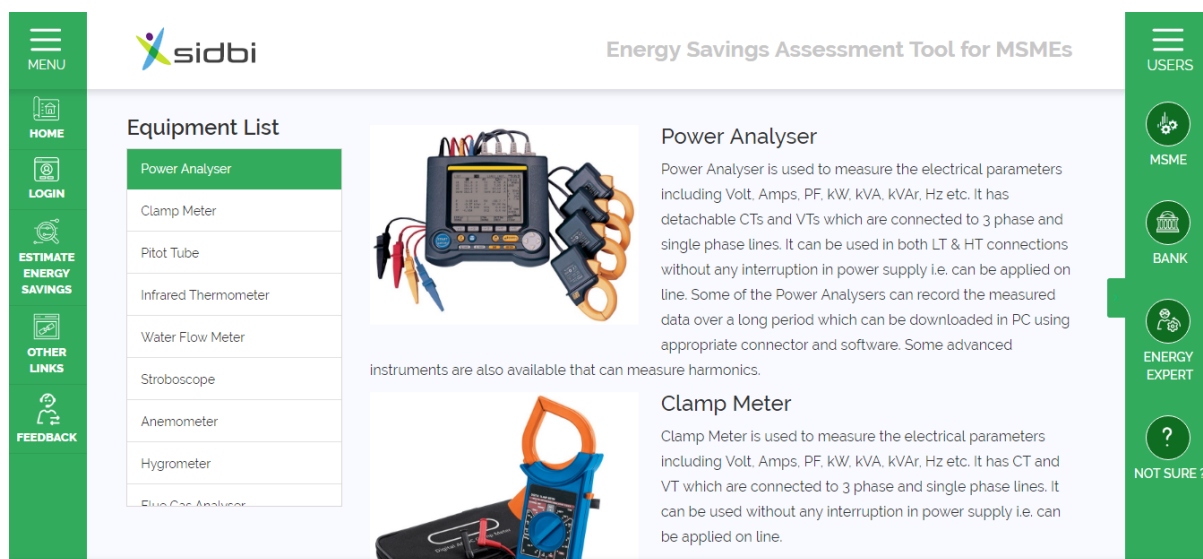 MENU
HOME
LOGIN
ESTIMATE
ENERGY
SAVINGS
OTHER
LINKS
FEEDBACK
sidbi
Energy Savings Assessment Tool for MSMEs
Equipment List
Power Analyser
Clamp Meter
Pitot Tube
Infrared Thermometer
Water Flow Meter
Stroboscope
Anemometer
Hygrometer
Flue Gas Analyser
Power Analyser
Power Analyser is used to measure the electrical parameters
including Volt, Amps, PF, kW, kVA, kVAr, Hz etc. It has
detachable CTs and VTs which are connected to 3 phase and
single phase lines. It can be used in both LT & HT connections
without any interruption in power supply i.e. can be applied on
line. Some of the Power Analysers can record the measured
data over a long period which can be downloaded in PC using
appropriate connector and software. Some advanced
instruments are also available that can measure harmonics.
Clamp Meter
Clamp Meter is used to measure the electrical parameters
including Volt, Amps, PF, kW, kVA, kVAr, Hz etc. It has CT and
VT which are connected to 3 phase and single phase lines. It
can be used without any interruption in power supply i.e. can
be applied on line.
USERS
MSME
BANK
ENERGY
EXPERT
?
NOT SURE ?